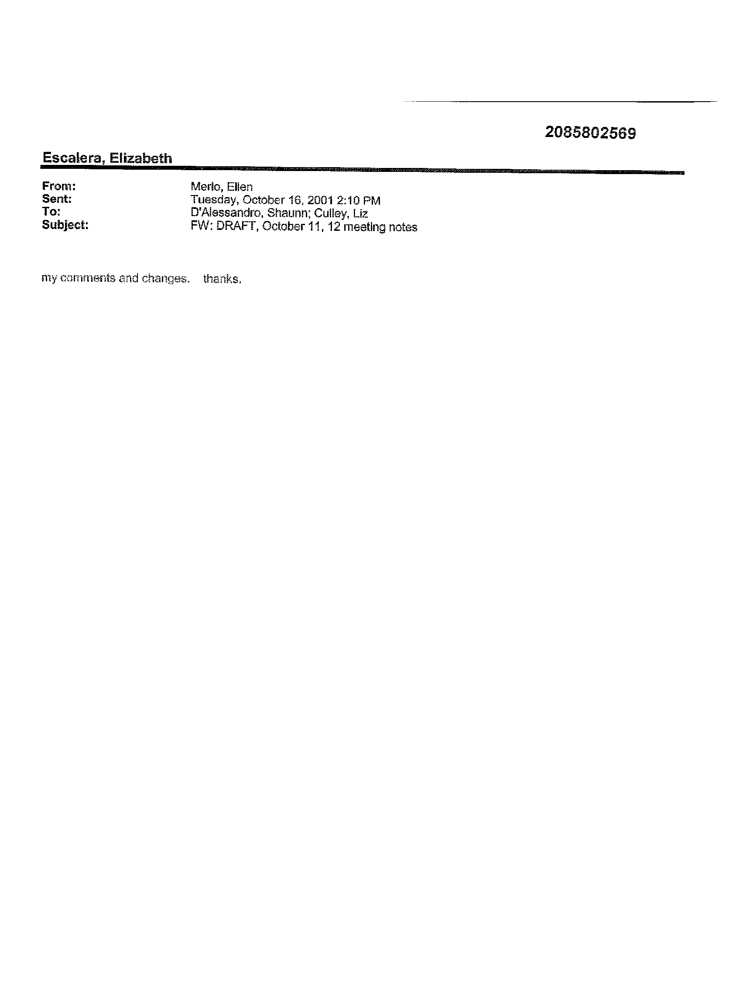 2085802569
Escalera, Elizabeth
From: Merlo, Ellen
Sent: Tuesday, October 16, 2001 2:10 PM
To: D'Alessandro, Shaunn; Culley, Liz
Subject: FW: DRAFT, October 11, 12 meeting notes
my comments and changes. thanks.